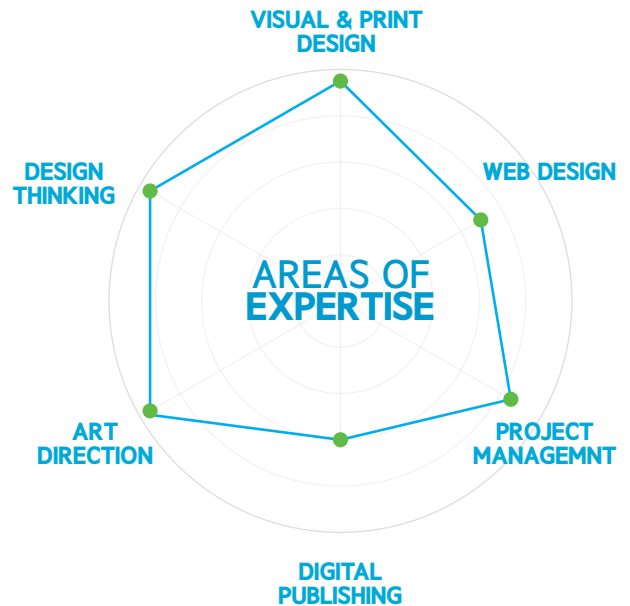 VISUAL & PRINT
DESIGN
DESIGN
THINKING
WEB DESIGN
AREAS OF
EXPERTISE
ART
DIRECTION
PROJECT
MANAGEMNT
DIGITAL
PUBLISHING